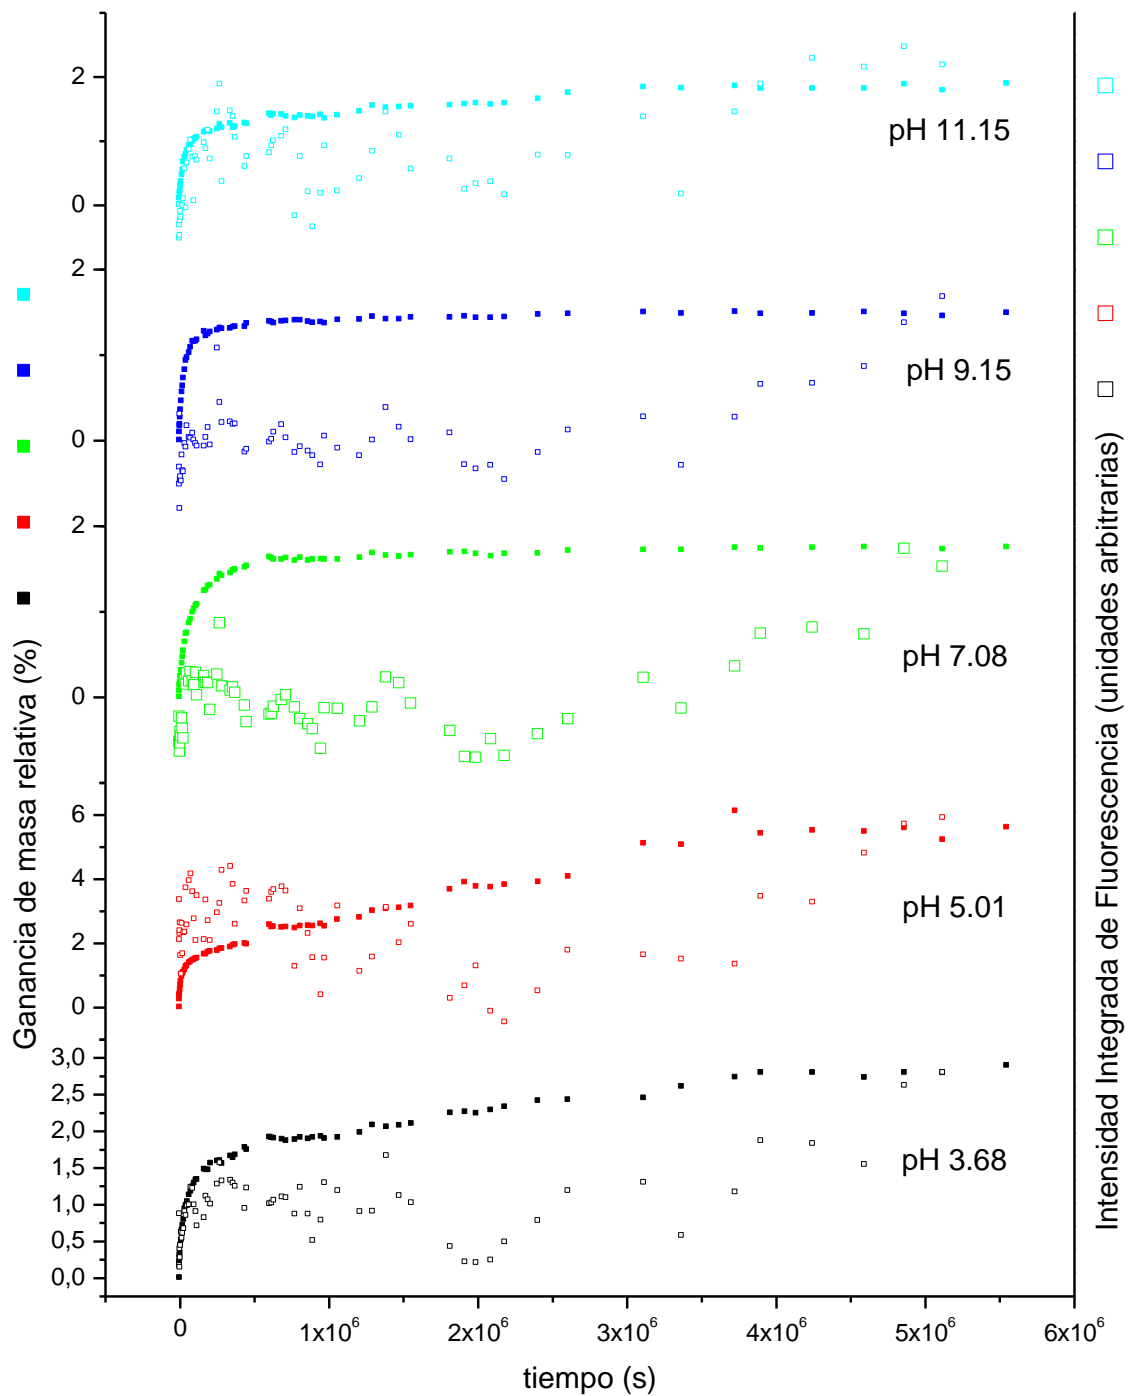 2
pH 11.15
0
2
pH 9.15
0
2
pH 7.08
0
6
4
pH 5.01
2
0
3,0
2,5
2,0
pH 3.68
1,5
1,0
0,5
0,0
0
1x10⁶
2x10⁶
3x10⁶
4x10⁶
5x10⁶
6x10⁶
tiempo (s)
Ganancia de masa relativa (%)
Intensidad Integrada de Fluorescencia (unidades arbitrarias)